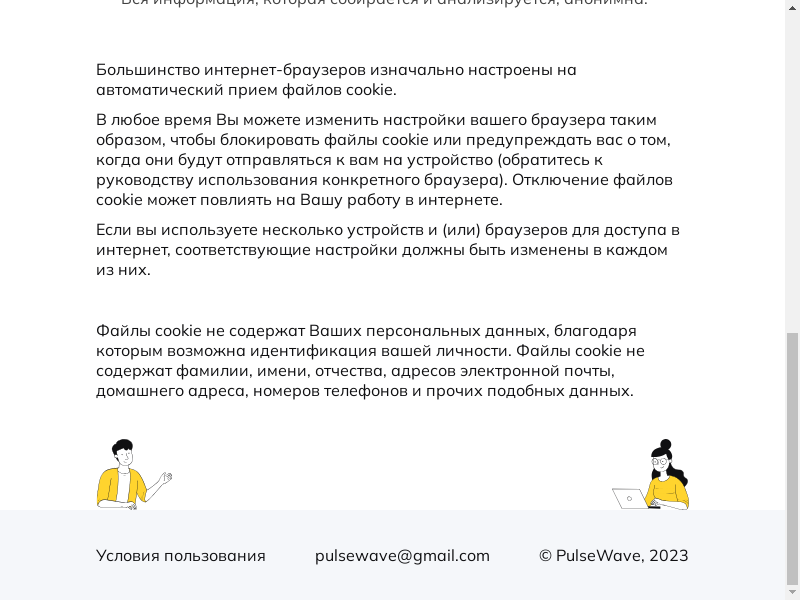 Вся информация, которая собирается и анализируется, анонимна.
Большинство интернет-браузеров изначально настроены на
автоматический прием файлов cookie.
В любое время Вы можете изменить настройки вашего браузера таким
образом, чтобы блокировать файлы cookie или предупреждать вас о том,
когда они будут отправляться к вам на устройство (обратитесь к
руководству использования конкретного браузера). Отключение файлов
cookie может повлиять на Вашу работу в интернете.
Если вы используете несколько устройств и (или) браузеров для доступа в
интернет, соответствующие настройки должны быть изменены в каждом
из них.
Файлы cookie не содержат Ваших персональных данных, благодаря
которым возможна идентификация вашей личности. Файлы cookie не
содержат фамилии, имени, отчества, адресов электронной почты,
домашнего адреса, номеров телефонов и прочих подобных данных.
Условия пользования
pulsewave@gmail.com
© PulseWave, 2023